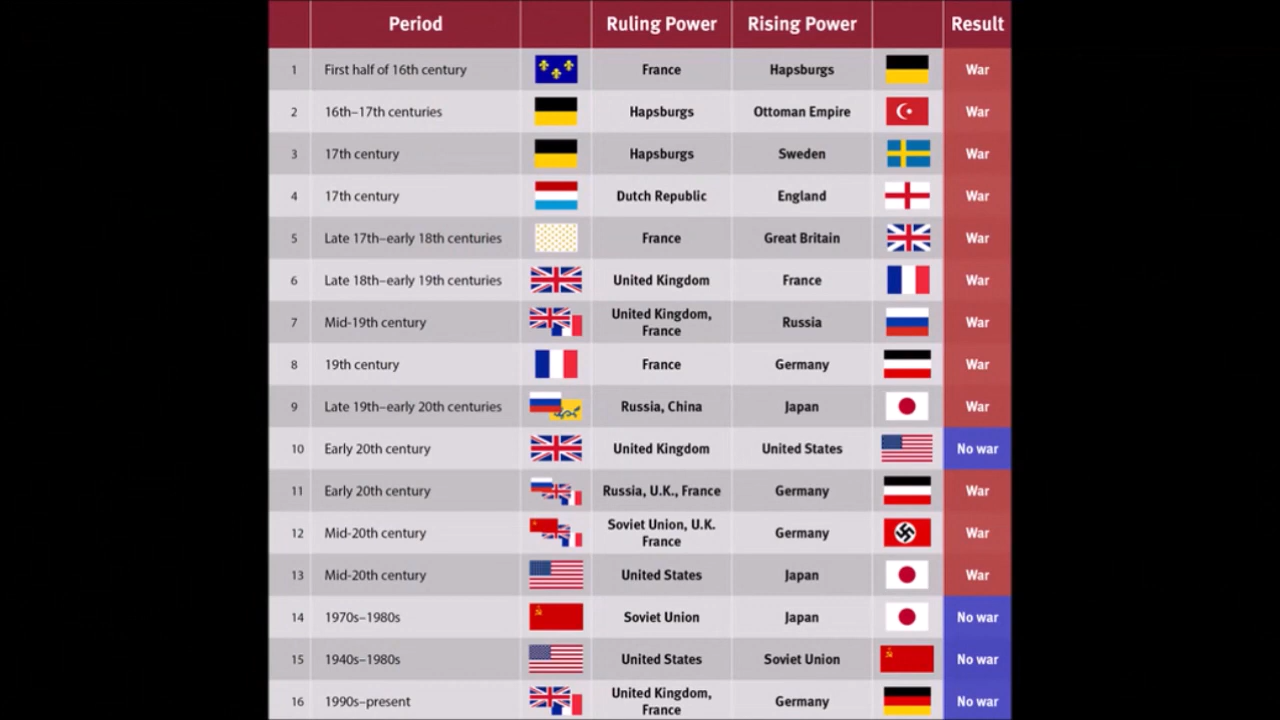 Period Ruling Power Rising Power Result
1 First half of 16th century France Hapsburgs War
2 16th–17th centuries Hapsburgs Ottoman Empire War
3 17th century Hapsburgs Sweden War
4 17th century Dutch Republic England War
5 Late 17th–early 18th centuries France Great Britain War
6 Late 18th–early 19th centuries United Kingdom France War
7 Mid-19th century United Kingdom,
France Russia War
8 19th century France Germany War
9 Late 19th–early 20th centuries Russia, China Japan War
10 Early 20th century United Kingdom United States No war
11 Early 20th century Russia, U.K., France Germany War
12 Mid-20th century Soviet Union, U.K.
France Germany War
13 Mid-20th century United States Japan War
14 1970s–1980s Soviet Union Japan No war
15 1940s–1980s United States Soviet Union No war
16 1990s–present United Kingdom,
France Germany No war